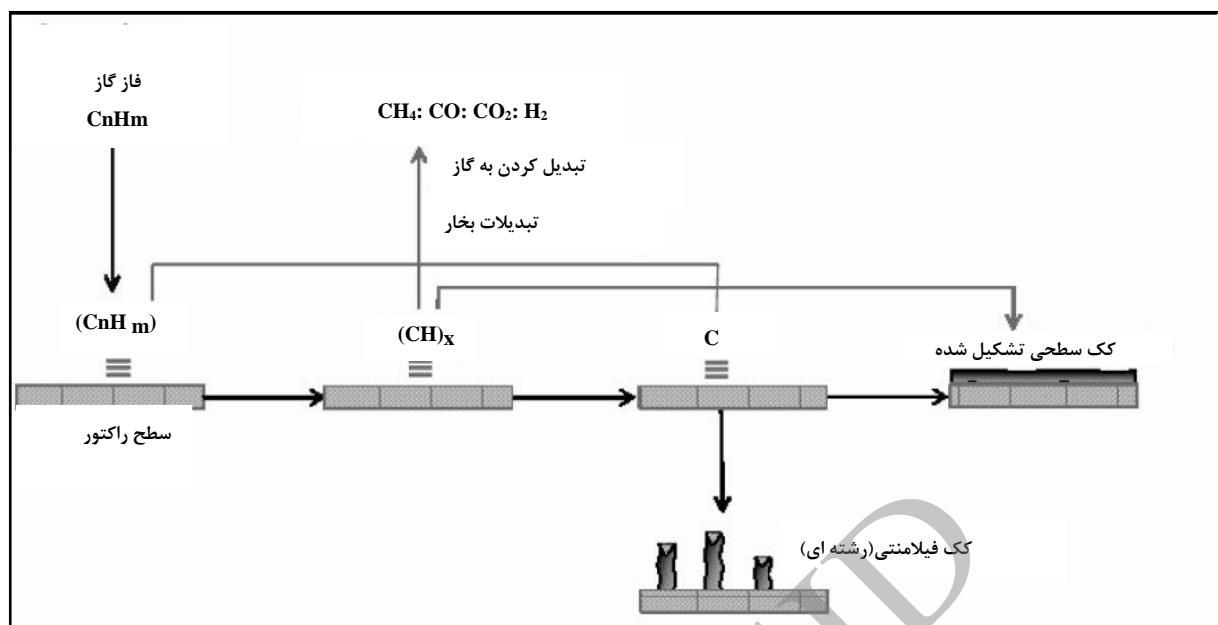 فاز گاز
CnHm
CH₄: CO: CO₂: H₂
تبدیل کردن به گاز
تبدیلات بخار
(CnH m)
(CH)x
C
کک سطحی تشکیل شده
سطح راکتور
کک فیلامنتی(رشته ای)